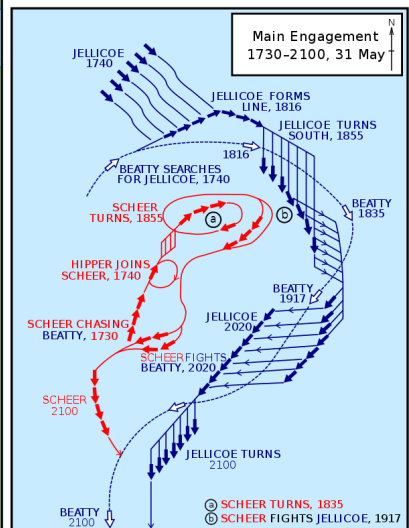 Main Engagement
1730–2100, 31 May
N
JELLICOE
1740
JELLICOE FORMS
LINE, 1816
JELLICOE TURNS
SOUTH, 1855
1816
BEATTY SEARCHES
FOR JELLICOE, 1740
BEATTY
1835
SCHEER
TURNS, 1855
a
b
HIPPER JOINS
SCHEER, 1740
BEATTY
1917
JELLICOE
2020
SCHEER CHASING
BEATTY, 1730
SCHEER FIGHTS
BEATTY, 2020
SCHEER
2100
JELLICOE TURNS
2100
BEATTY
2100
a SCHEER TURNS, 1835
b SCHEER FIGHTS JELLICOE, 1917